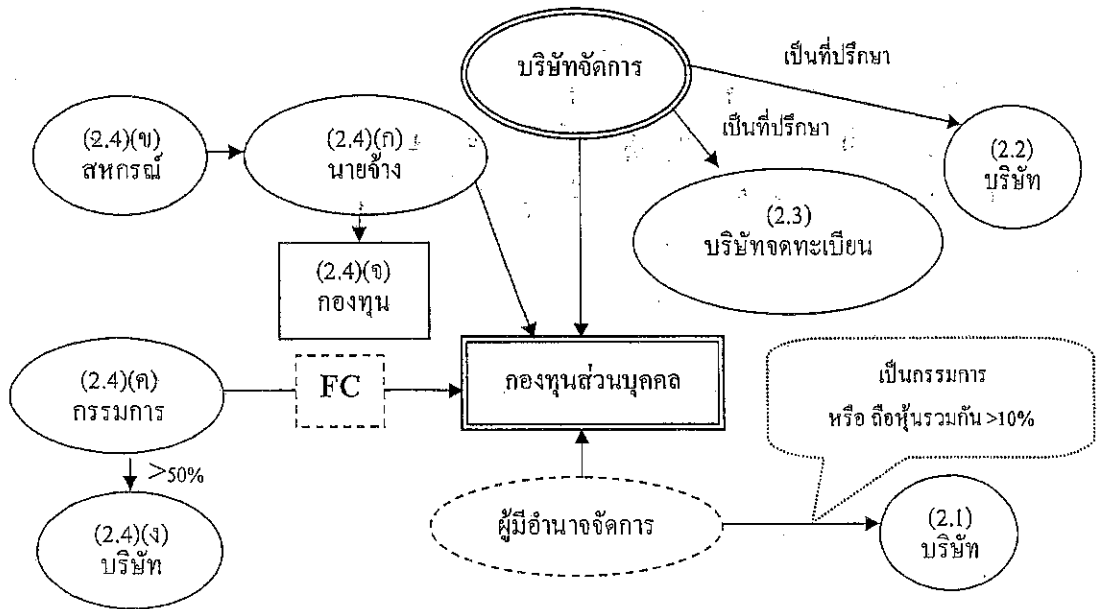 บริษัทจัดการ
เป็นที่ปรึกษา
เป็นที่ปรึกษา
(2.4)(ข)
สหกรณ์
(2.4)(ก)
นายจ้าง
(2.2)
บริษัท
(2.3)
บริษัทจดทะเบียน
(2.4)(จ)
กองทุน
(2.4)(ค)
กรรมการ
FC
กองทุนส่วนบุคคล
เป็นกรรมการ
หรือ ถือหุ้นรวมกัน >10%
>50%
(2.4)(ง)
บริษัท
ผู้มีอำนาจจัดการ
(2.1)
บริษัท